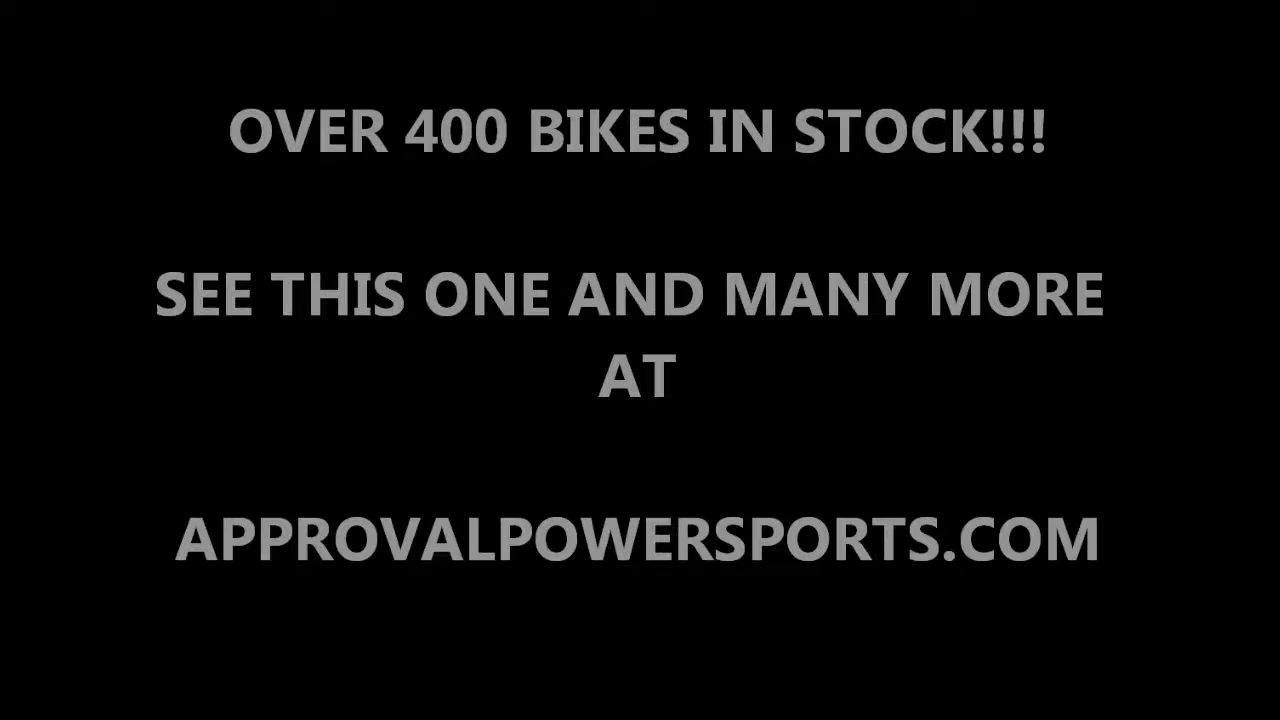 OVER 400 BIKES IN STOCK!!!
SEE THIS ONE AND MANY MORE
AT
APPROVALPOWERSPORTS.COM